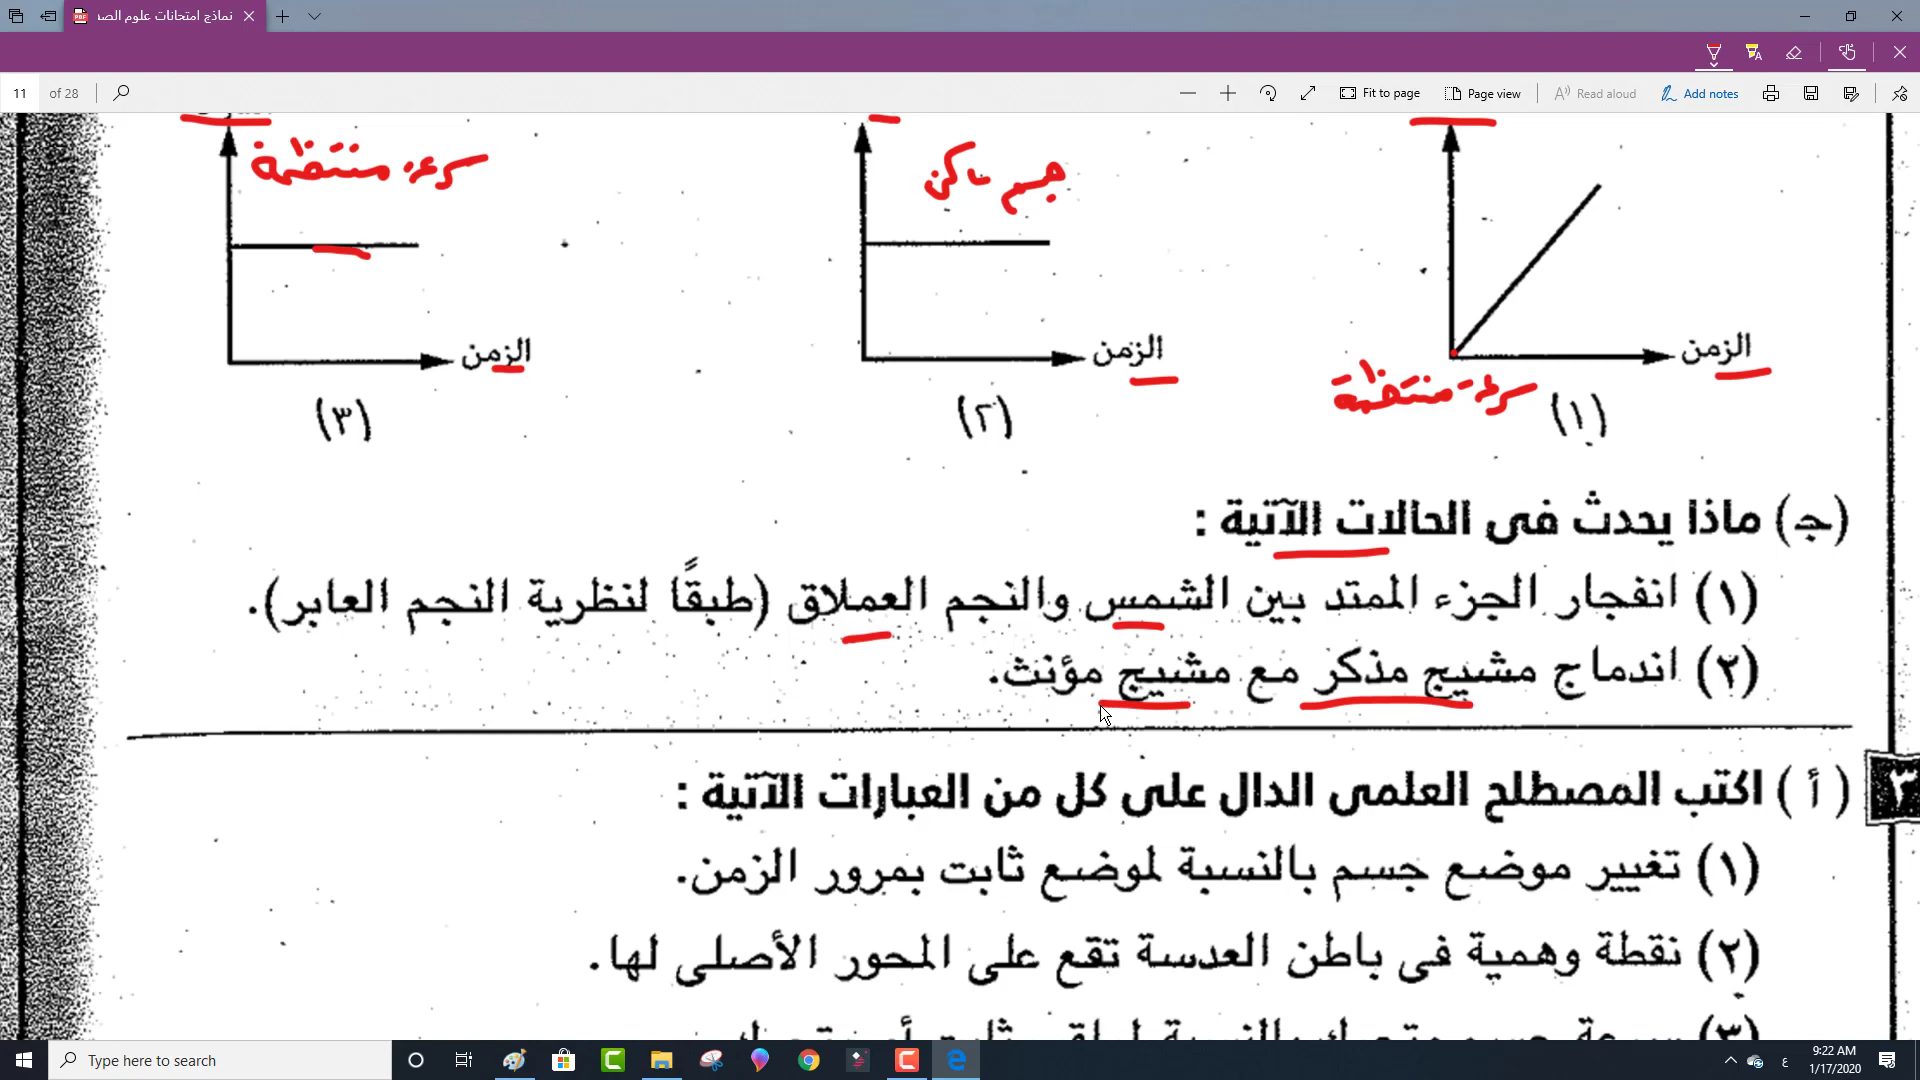 نماذج امتحانات علوم الصف
11 of 28
Fit to page
Page view
Read aloud
Add notes
جسم ساكن
سرعة منتظمة
الزمن
الزمن
الزمن
سرعة منتظمة
(١)
(٢)
(٣)
(جـ) ماذا يحدث فى الحالات الآتية :
(١) انفجار الجزء الممتد بين الشمس والنجم العملاق (طبقًا لنظرية النجم العابر).
(٢) اندماج مشيج مذكر مع مشيج مؤنث.
٣
(أ) اكتب المصطلح العلمى الدال على كل من العبارات الآتية :
(١) تغيير موضع جسم بالنسبة لموضع ثابت بمرور الزمن.
(٢) نقطة وهمية فى باطن العدسة تقع على المحور الأصلى لها.
(٣)
Type here to search
ع
9:22 AM
1/17/2020